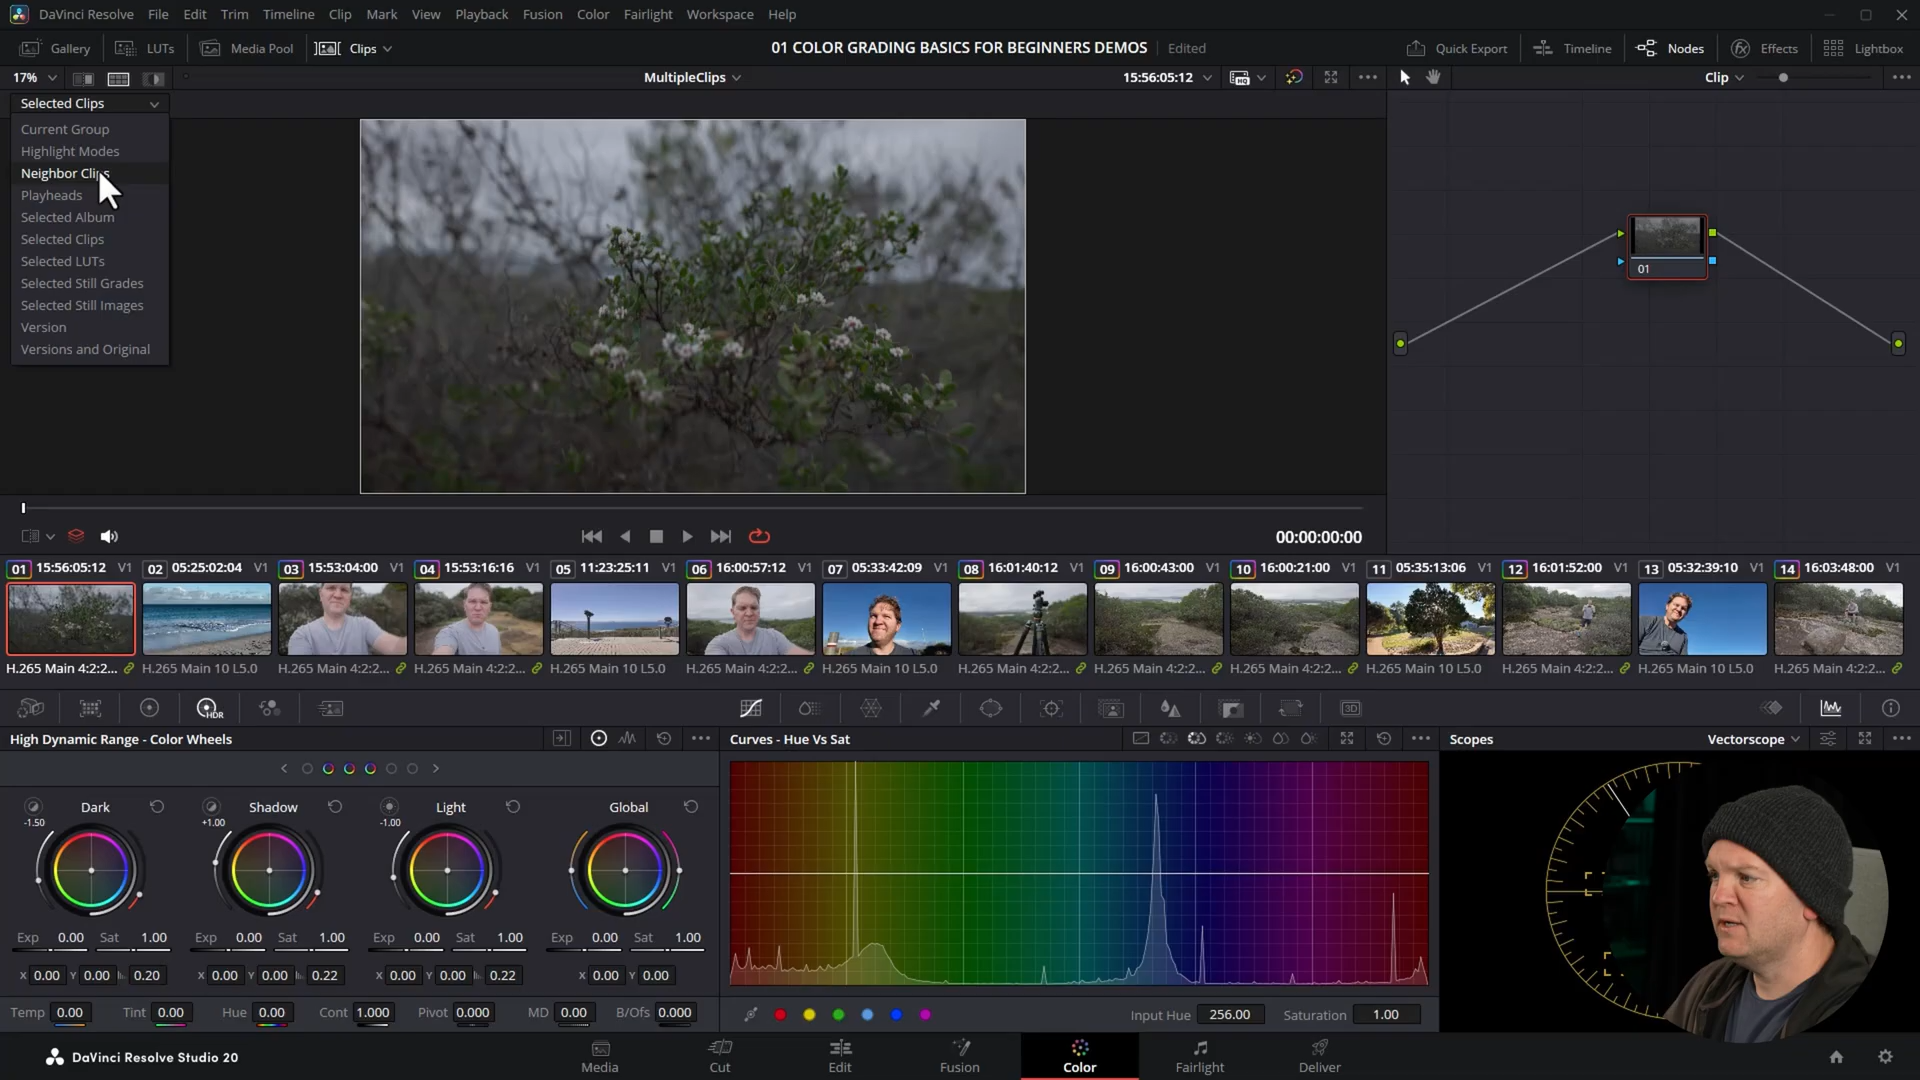 DaVinci Resolve File Edit Trim Timeline Clip Mark View Playback Fusion Color Fairlight Workspace Help
Gallery LUTs Media Pool Clips 01 COLOR GRADING BASICS FOR BEGINNERS DEMOS Edited Quick Export Timeline Nodes Effects Lightbox
17% MultipleClips 15:56:05:12 HQ Clip
Selected Clips
Current Group
Highlight Modes
Neighbor Clips
Playheads
Selected Album
Selected Clips
Selected LUTs
Selected Still Grades
Selected Still Images
Version
Versions and Original
01
00:00:00:00
01 15:56:05:12 V1 02 05:25:02:04 V1 03 15:53:04:00 V1 04 15:53:16:16 V1 05 11:23:25:11 V1 06 16:00:57:12 V1 07 05:33:42:09 V1 08 16:01:40:12 V1 09 16:00:43:00 V1 10 16:00:21:00 V1 11 05:35:13:06 V1 12 16:01:52:00 V1 13 05:32:39:10 V1 14 16:03:48:00 V1
H.265 Main 4:2:2... H.265 Main 10 L5.0 H.265 Main 4:2:2... H.265 Main 4:2:2... H.265 Main 10 L5.0 H.265 Main 4:2:2... H.265 Main 10 L5.0 H.265 Main 4:2:2... H.265 Main 4:2:2... H.265 Main 4:2:2... H.265 Main 10 L5.0 H.265 Main 4:2:2... H.265 Main 10 L5.0 H.265 Main 4:2:2...
HDR 3D
High Dynamic Range - Color Wheels Curves - Hue Vs Sat Scopes Vectorscope
Dark Shadow Light Global
-1.50 +1.00 -1.00
Exp 0.00 Sat 1.00 Exp 0.00 Sat 1.00 Exp 0.00 Sat 1.00 Exp 0.00 Sat 1.00
X 0.00 Y 0.00 0.20 X 0.00 Y 0.00 0.22 X 0.00 Y 0.00 0.22 X 0.00 Y 0.00
Temp 0.00 Tint 0.00 Hue 0.00 Cont 1.000 Pivot 0.000 MD 0.00 B/Ofs 0.000 Input Hue 256.00 Saturation 1.00
DaVinci Resolve Studio 20 Media Cut Edit Fusion Color Fairlight Deliver